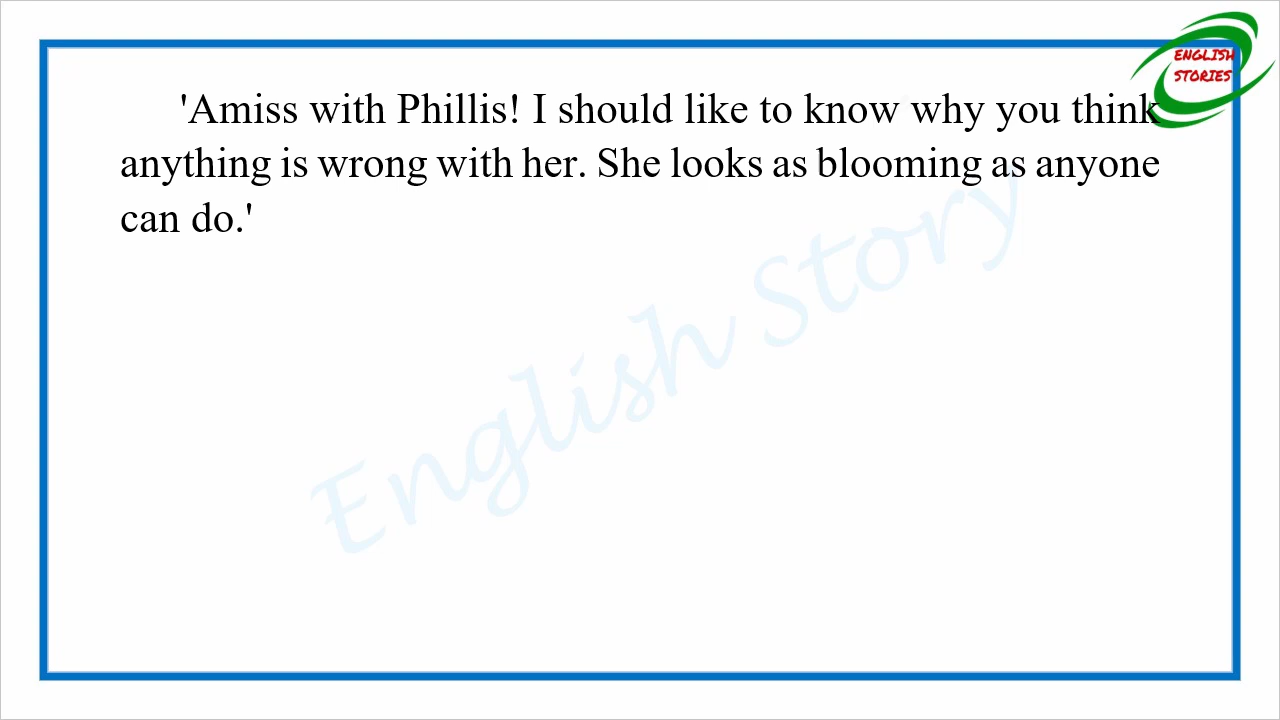 ENGLISH
STORIES
'Amiss with Phillis! I should like to know why you think
anything is wrong with her. She looks as blooming as anyone
can do.'
English Story